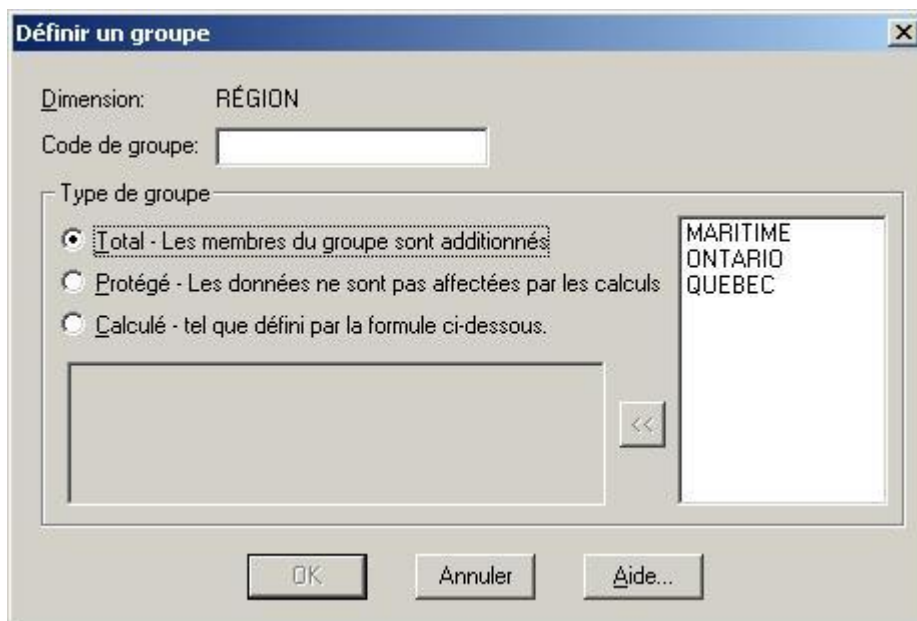 Définir un groupe
Dimension: RÉGION
Code de groupe:
Type de groupe
Total - Les membres du groupe sont additionnés
Protégé - Les données ne sont pas affectées par les calculs
Calculé - tel que défini par la formule ci-dessous.
MARITIME
ONTARIO
QUEBEC
<<
OK Annuler Aide...